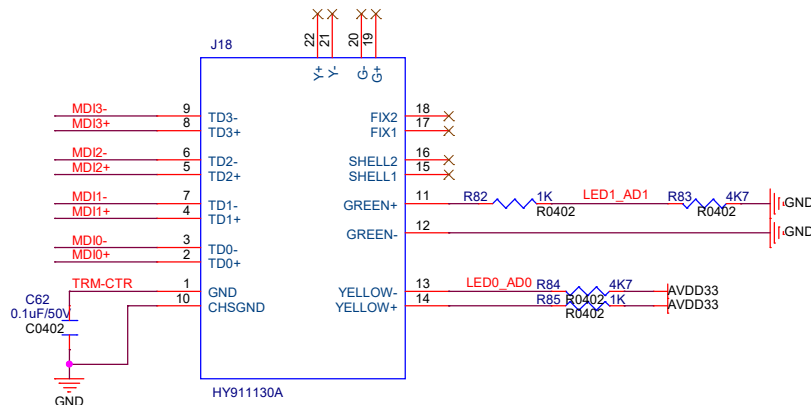 22 21 20 19
J18
Y+ Y- G- G+
MDI3- 9 TD3- FIX2 18
MDI3+ 8 TD3+ FIX1 17
MDI2- 6 TD2- SHELL2 16
MDI2+ 5 TD2+ SHELL1 15
MDI1- 7 TD1- GREEN+ 11 R82 1K LED1_AD1 R83 4K7 GND
R0402 R0402
MDI1+ 4 TD1+
GREEN- 12 GND
MDI0- 3 TD0-
MDI0+ 2 TD0+
TRM-CTR 1 GND YELLOW- 13 LED0_AD0 R84 4K7 AVDD33
R0402
10 CHSGND YELLOW+ 14 R85 1K AVDD33
R0402
C62
0.1uF/50V
C0402
GND
HY911130A